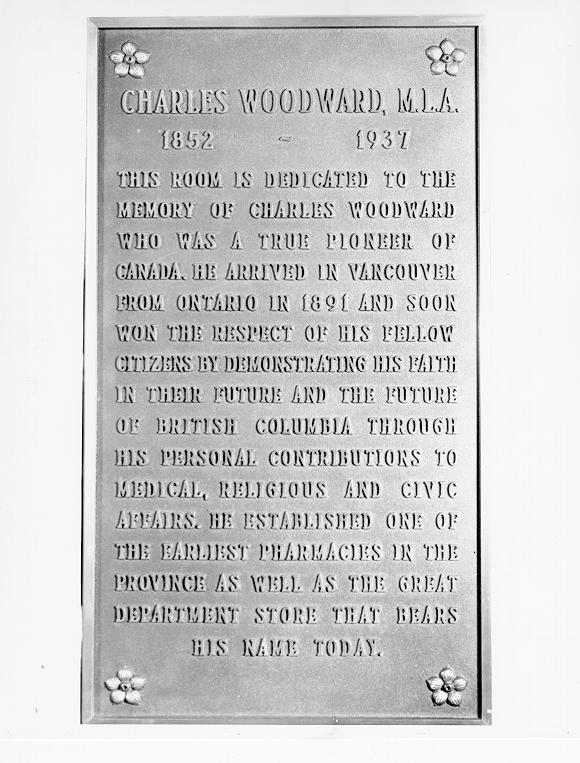 CHARLES WOODWARD, M.L.A.
1852 - 1937
THIS ROOM IS DEDICATED TO THE
MEMORY OF CHARLES WOODWARD
WHO WAS A TRUE PIONEER OF
CANADA. HE ARRIVED IN VANCOUVER
FROM ONTARIO IN 1891 AND SOON
WON THE RESPECT OF HIS FELLOW
CITIZENS BY DEMONSTRATING HIS FAITH
IN THEIR FUTURE AND THE FUTURE
OF BRITISH COLUMBIA THROUGH
HIS PERSONAL CONTRIBUTIONS TO
MEDICAL, RELIGIOUS AND CIVIC
AFFAIRS. HE ESTABLISHED ONE OF
THE EARLIEST PHARMACIES IN THE
PROVINCE AS WELL AS THE GREAT
DEPARTMENT STORE THAT BEARS
HIS NAME TODAY.